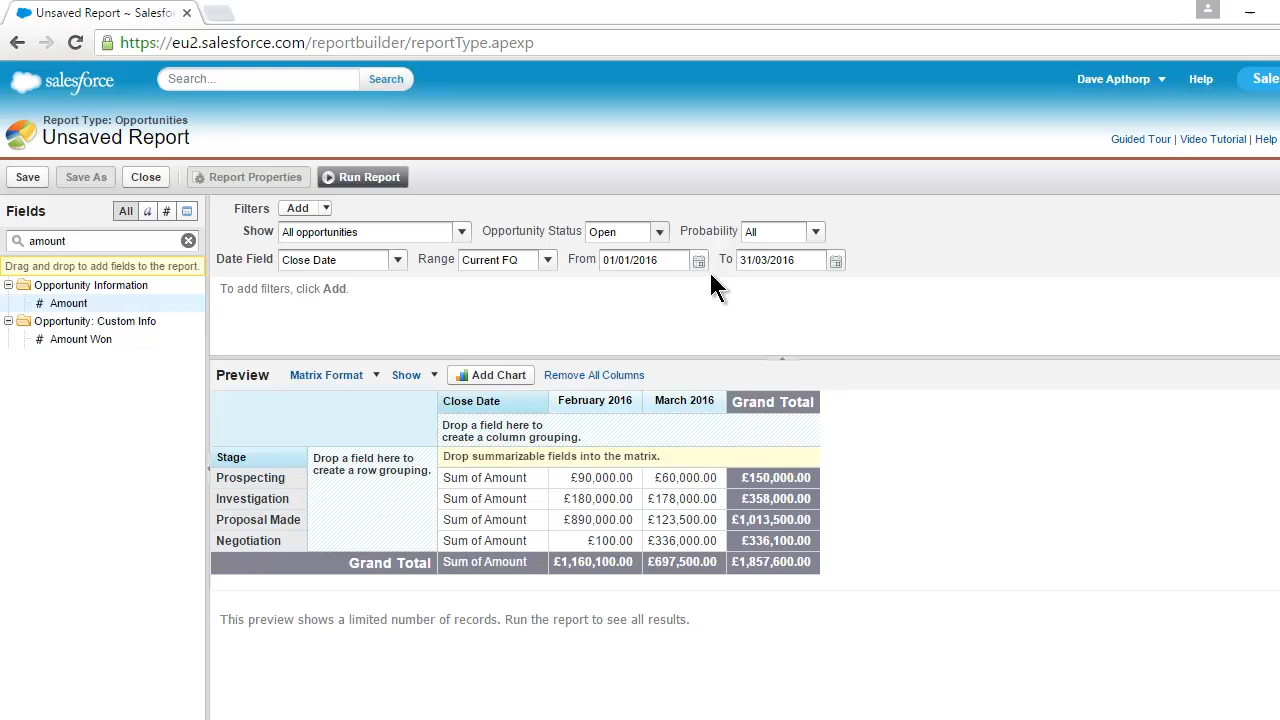 Unsaved Report ~ Salesfo
https://eu2.salesforce.com/reportbuilder/reportType.apexp
salesforce
Search...
Search
Dave Apthorp
Help
Sale
Report Type: Opportunities
Unsaved Report
Guided Tour | Video Tutorial | Help
Save
Save As
Close
Report Properties
Run Report
Fields
All
a
#
amount
Drag and drop to add fields to the report.
Opportunity Information
# Amount
Opportunity: Custom Info
# Amount Won
Filters
Add
Show
All opportunities
Opportunity Status
Open
Probability
All
Date Field
Close Date
Range
Current FQ
From
01/01/2016
To
31/03/2016
To add filters, click Add.
Preview
Matrix Format
Show
Add Chart
Remove All Columns
Close Date
February 2016
March 2016
Grand Total
Drop a field here to
create a column grouping.
Stage
Drop a field here to
create a row grouping.
Drop summarizable fields into the matrix.
Prospecting
Sum of Amount
£90,000.00
£60,000.00
£150,000.00
Investigation
Sum of Amount
£180,000.00
£178,000.00
£358,000.00
Proposal Made
Sum of Amount
£890,000.00
£123,500.00
£1,013,500.00
Negotiation
Sum of Amount
£100.00
£336,000.00
£336,100.00
Grand Total
Sum of Amount
£1,160,100.00
£697,500.00
£1,857,600.00
This preview shows a limited number of records. Run the report to see all results.